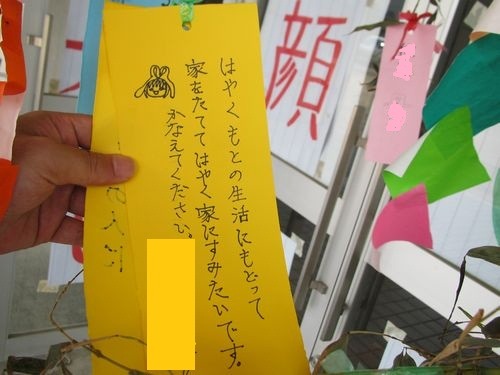 はやくもとの生活にもどって
家をたててはやく家にすみたいです。
かなえてください。
顔